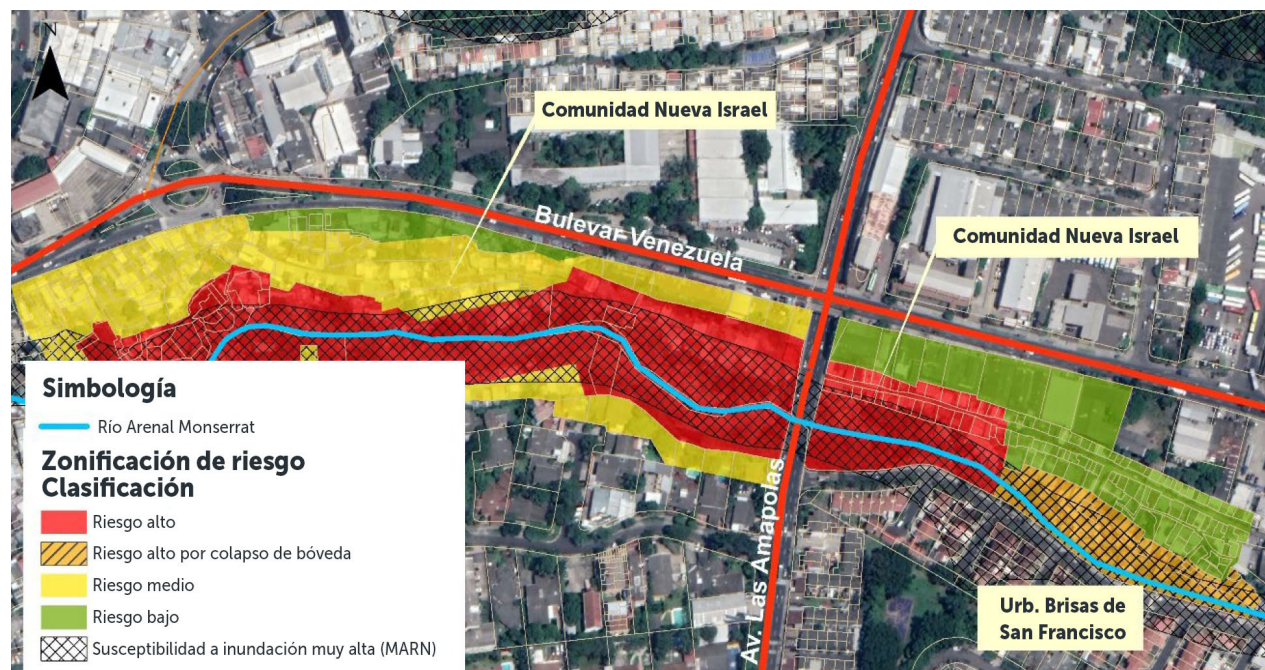 N
Comunidad Nueva Israel
Bulevar Venezuela
Comunidad Nueva Israel
Av. Las Amapolas
Urb. Brisas de
San Francisco
Simbología
Río Arenal Monserrat
Zonificación de riesgo
Clasificación
Riesgo alto
Riesgo alto por colapso de bóveda
Riesgo medio
Riesgo bajo
Susceptibilidad a inundación muy alta (MARN)